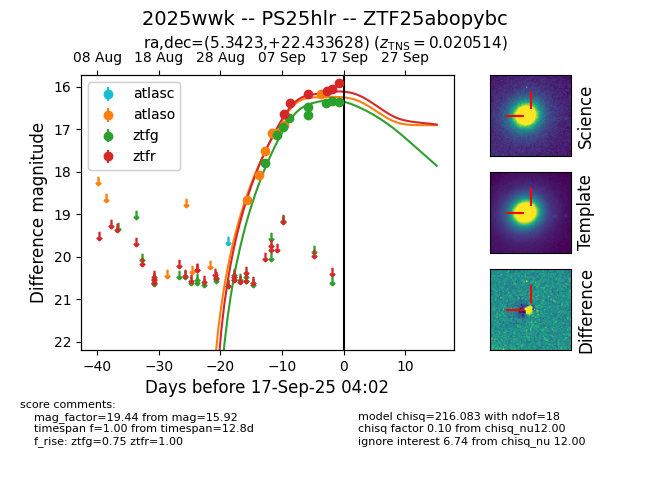 2025wwk -- PS25hlr -- ZTF25abopybc
ra,dec=(5.3423,+22.433628) (zTNS = 0.020514)
08 Aug 18 Aug 28 Aug 07 Sep 17 Sep 27 Sep
atlasc
atlaso
ztfg
ztfr
16
17
18
19
20
21
22
Difference magnitude
−40 −30 −20 −10 0 10
Days before 17-Sep-25 04:02
Science
Template
Difference
score comments:
mag_factor=19.44 from mag=15.92
timespan f=1.00 from timespan=12.8d
f_rise: ztfg=0.75 ztfr=1.00
model chisq=216.083 with ndof=18
chisq factor 0.10 from chisq_nu12.00
ignore interest 6.74 from chisq_nu 12.00